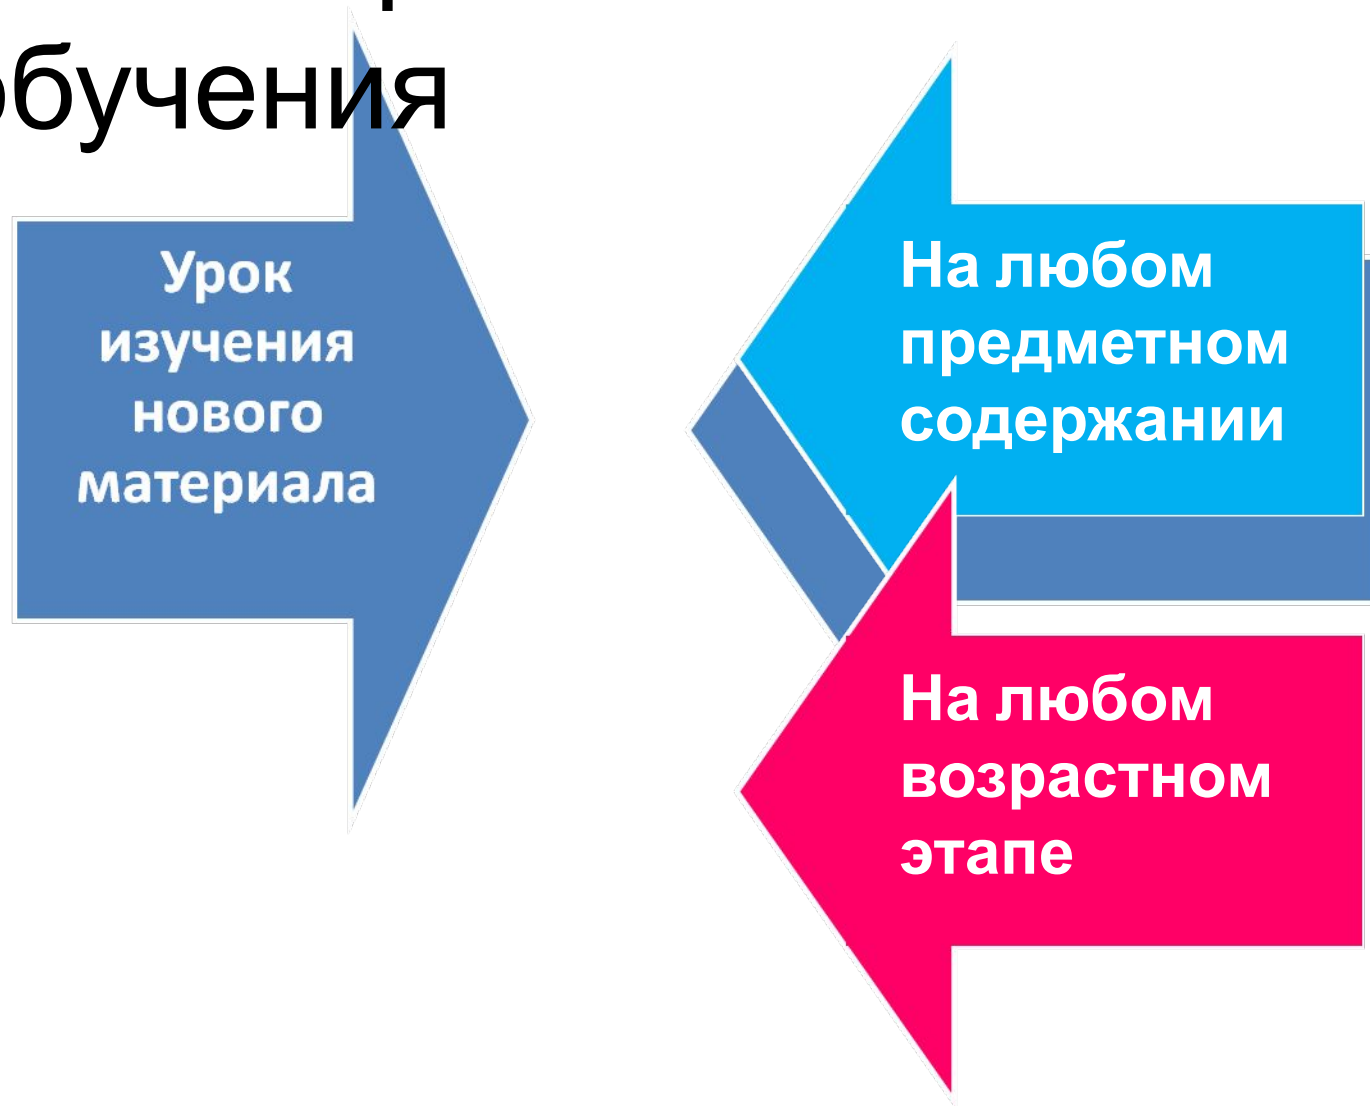 обучения
Урок
изучения
нового
материала
На любом
предметном
содержании
На любом
возрастном
этапе